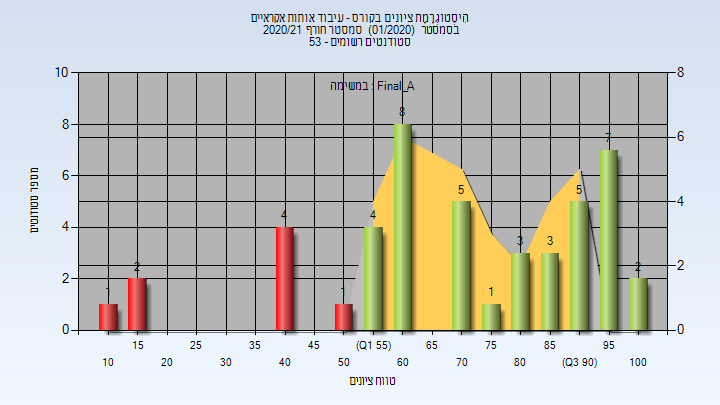 הִיסְטוֹגְרָמַת ציונים בקורס - עיבוד אותות אקראיים
בסמסטר (01/2020) סמסטר חורף 2020/21
53 - סטודנטים רשומים
במשימה : Final_A
10 8
8 6
6 4
4 2
2 0
0
מספר סטודנטים
1 2 4 1 4 8 5 1 3 3 5 7 2
15 25 35 45 (Q1 55) 65 75 85 95
10 20 30 40 50 60 70 80 (Q3 90) 100
טווח ציונים